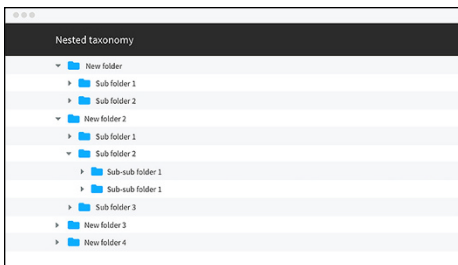 Nested taxonomy
New folder
Sub folder 1
Sub folder 2
New folder 2
Sub folder 1
Sub folder 2
Sub-sub folder 1
Sub-sub folder 1
Sub folder 3
New folder 3
New folder 4